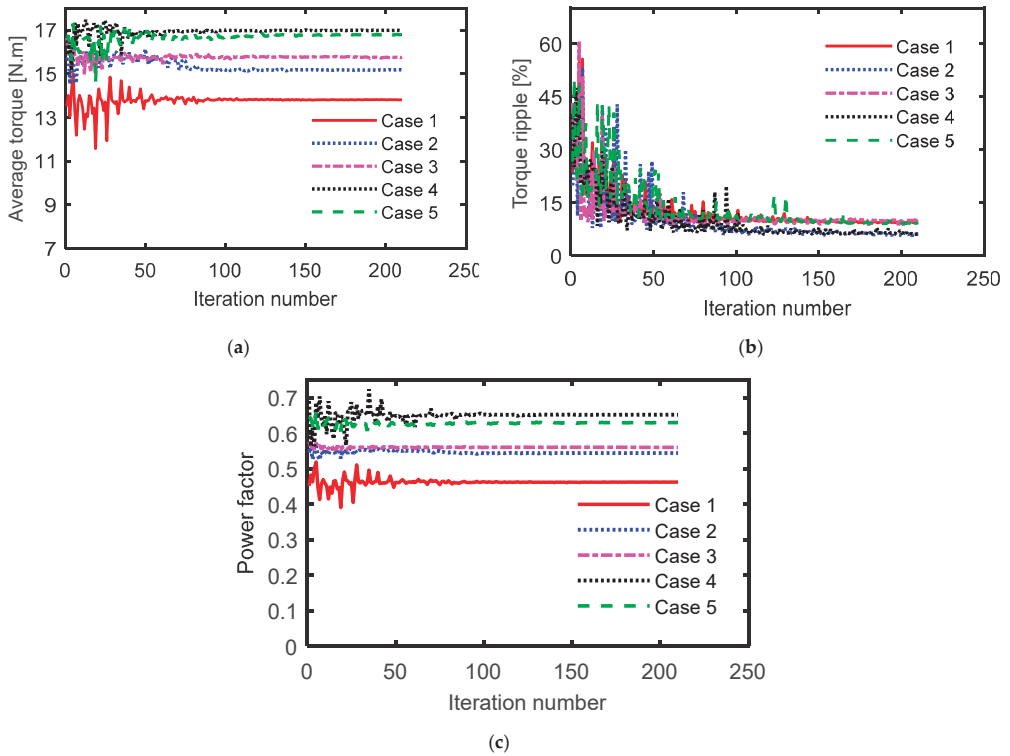 Average torque [N.m]
17
15
13
11
9
7
0
50
100
150
200
250
Iteration number
Case 1
Case 2
Case 3
Case 4
Case 5
(a)
Torque ripple [%]
60
45
30
15
0
0
50
100
150
200
250
Iteration number
Case 1
Case 2
Case 3
Case 4
Case 5
(b)
Power factor
0.7
0.6
0.5
0.4
0.3
0.2
0.1
0
0
50
100
150
200
250
Iteration number
Case 1
Case 2
Case 3
Case 4
Case 5
(c)